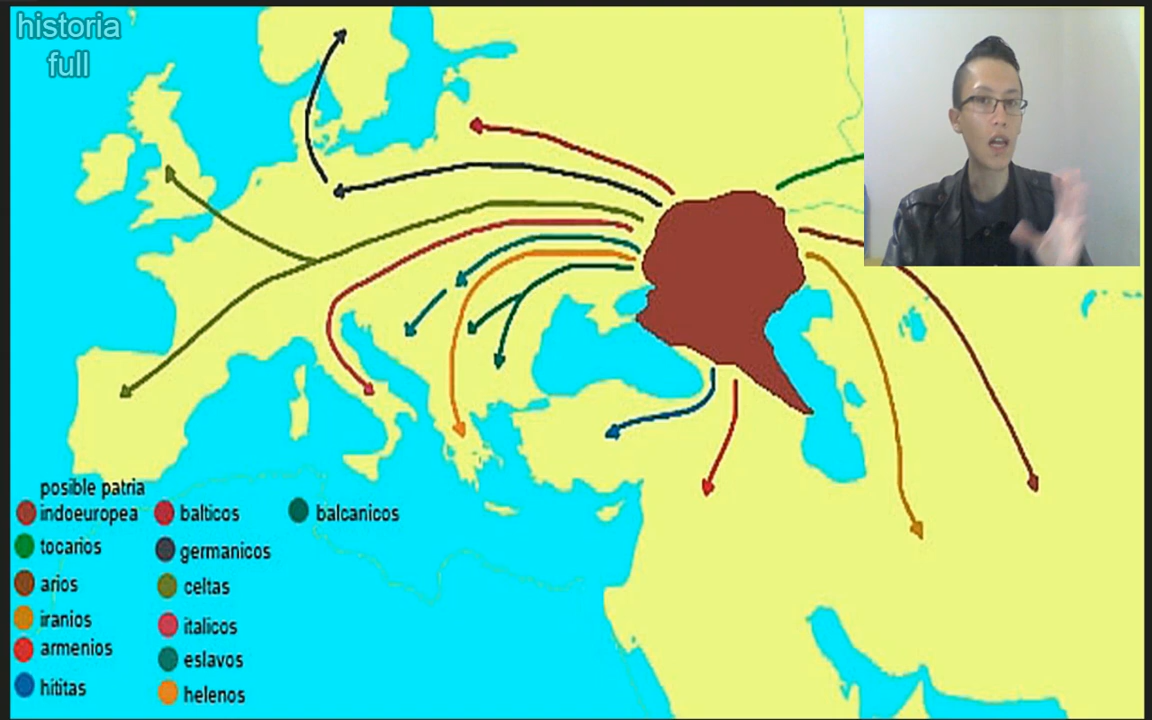 historia
full
posible patria
indoeuropea
tocarios
arios
iranios
armenios
hititas
balticos
germanicos
celtas
italicos
eslavos
helenos
balcanicos